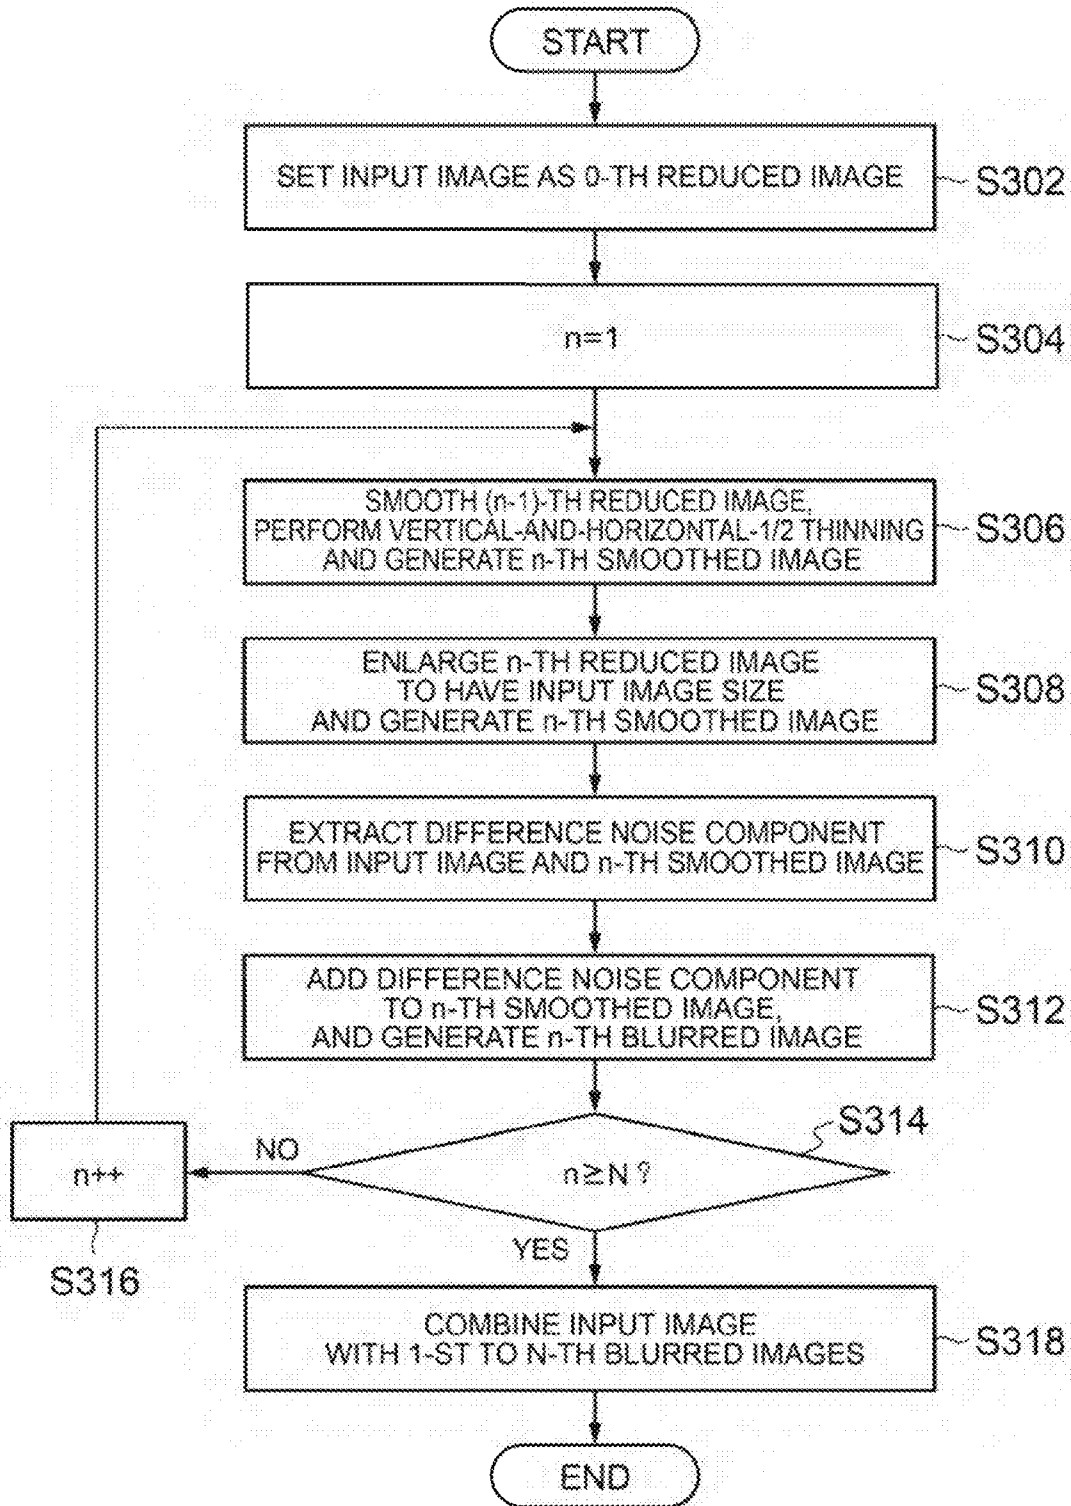 START
SET INPUT IMAGE AS 0-TH REDUCED IMAGE
S302
n=1
S304
SMOOTH (n-1)-TH REDUCED IMAGE,
PERFORM VERTICAL-AND-HORIZONTAL-1/2 THINNING
AND GENERATE n-TH SMOOTHED IMAGE
S306
ENLARGE n-TH REDUCED IMAGE
TO HAVE INPUT IMAGE SIZE
AND GENERATE n-TH SMOOTHED IMAGE
S308
EXTRACT DIFFERENCE NOISE COMPONENT
FROM INPUT IMAGE AND n-TH SMOOTHED IMAGE
S310
ADD DIFFERENCE NOISE COMPONENT
TO n-TH SMOOTHED IMAGE,
AND GENERATE n-TH BLURRED IMAGE
S312
S314
n≥N ?
NO
n++
S316
YES
COMBINE INPUT IMAGE
WITH 1-ST TO N-TH BLURRED IMAGES
S318
END